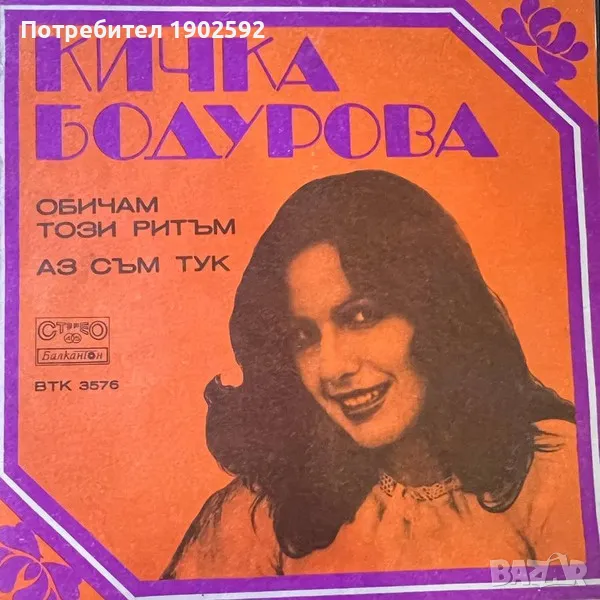 Потребител 1902592
КИЧКА
БОДУРОВА
ОБИЧАМ
ТОЗИ РИТЪМ
АЗ СЪМ ТУК
СТЕРЕО
Балкантон
ВТК 3576
BAZAR